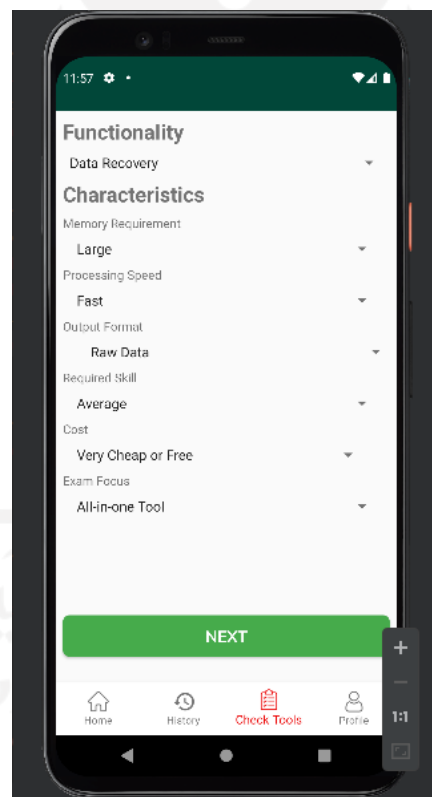 11:57
Functionality
Data Recovery
Characteristics
Memory Requirement
Large
Processing Speed
Fast
Output Format
Raw Data
Required Skill
Average
Cost
Very Cheap or Free
Exam Focus
All-in-one Tool
NEXT
Home History Check Tools Profile
1:1